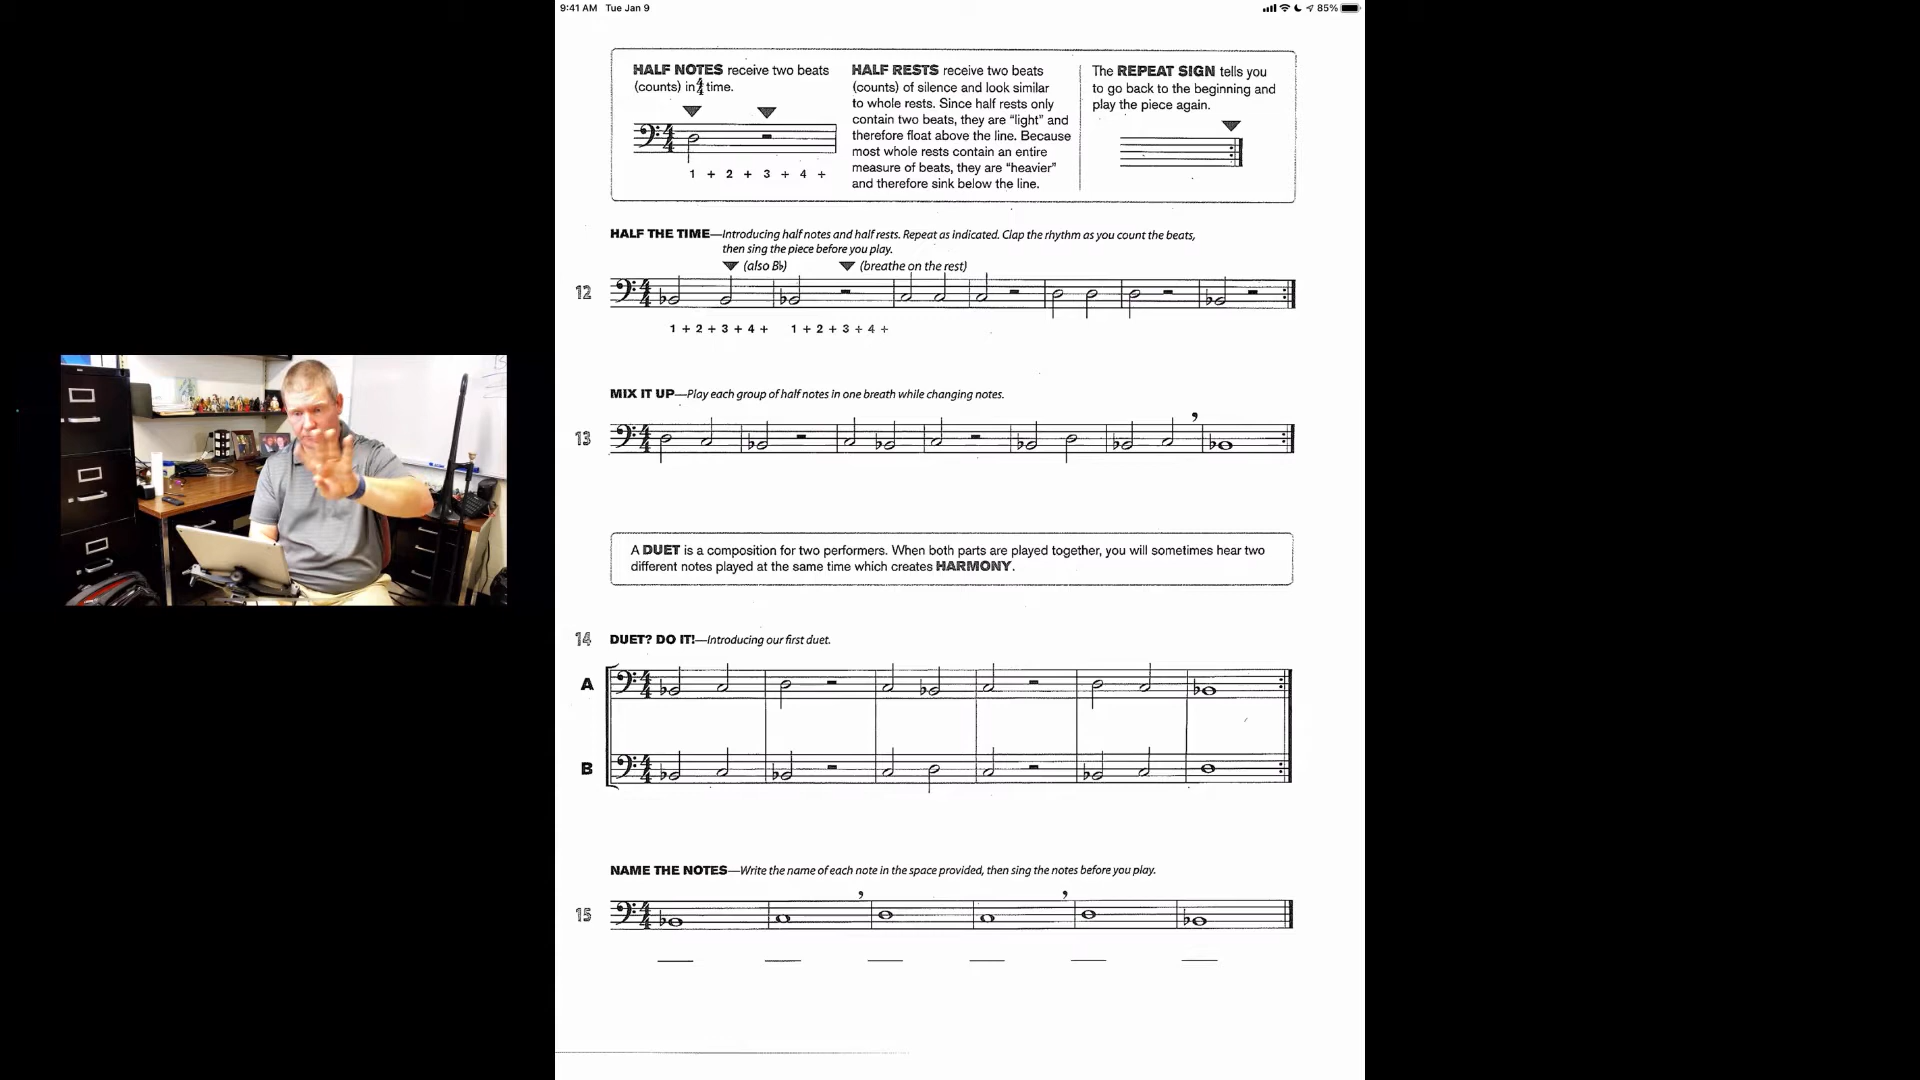 9:41 AM Tue Jan 9
85%
HALF NOTES receive two beats
(counts) in 4/4 time.
1 + 2 + 3 + 4 +
HALF RESTS receive two beats
(counts) of silence and look similar
to whole rests. Since half rests only
contain two beats, they are “light” and
therefore float above the line. Because
most whole rests contain an entire
measure of beats, they are “heavier”
and therefore sink below the line.
The REPEAT SIGN tells you
to go back to the beginning and
play the piece again.
HALF THE TIME—Introducing half notes and half rests. Repeat as indicated. Clap the rhythm as you count the beats,
then sing the piece before you play.
(also B♭) (breathe on the rest)
12
1 + 2 + 3 + 4 + 1 + 2 + 3 + 4 +
MIX IT UP—Play each group of half notes in one breath while changing notes.
13
A DUET is a composition for two performers. When both parts are played together, you will sometimes hear two
different notes played at the same time which creates HARMONY.
14 DUET? DO IT!—Introducing our first duet.
A
B
NAME THE NOTES—Write the name of each note in the space provided, then sing the notes before you play.
15